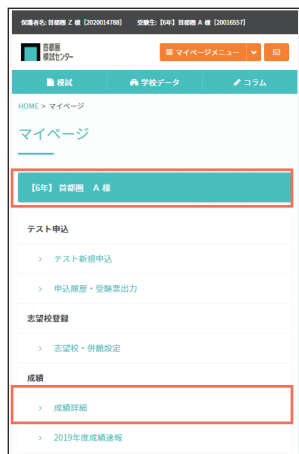 保護者名: 首都圏 Z 様 [2020014788] 受験生: [6年] 首都圏 A 様 [20016557]
首都圏
模試センター
マイページメニュー
模試 学校データ コラム
HOME > マイページ
マイページ
【6年】 首都圏 A 様
テスト申込
> テスト新規申込
> 申込履歴・受験票出力
志望校登録
> 志望校・併願設定
成績
> 成績詳細
> 2019年度成績速報